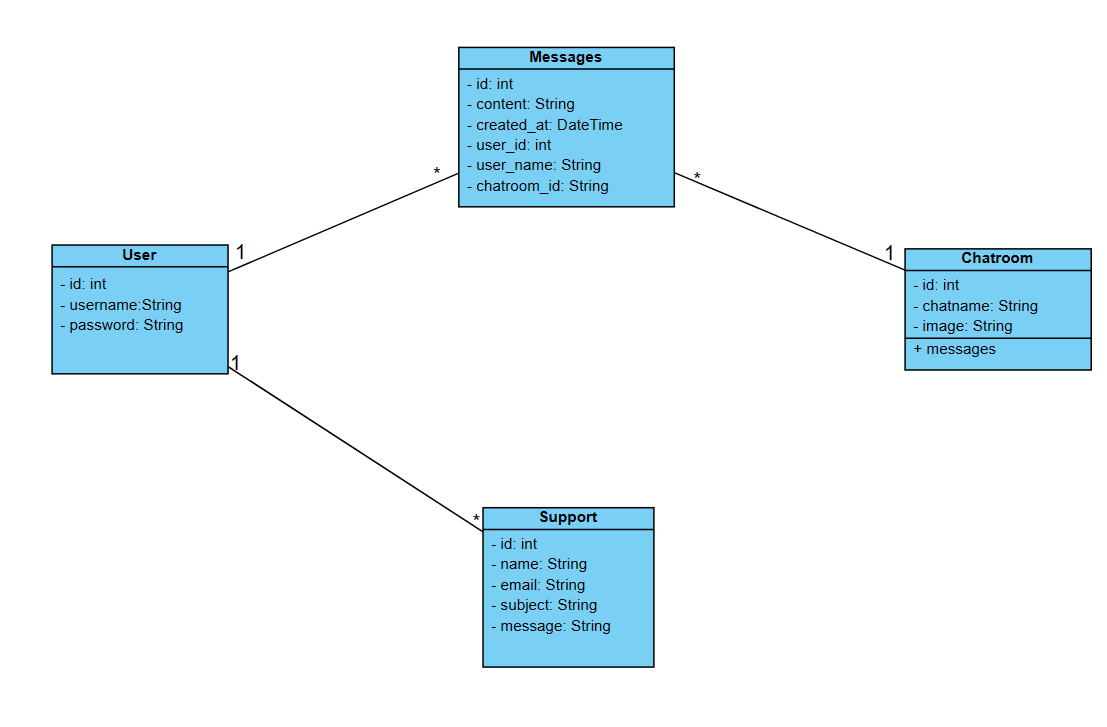 Messages
- id: int
- content: String
- created_at: DateTime
- user_id: int
- user_name: String
- chatroom_id: String
*
*
1
1
User
- id: int
- username:String
- password: String
1
Chatroom
- id: int
- chatname: String
- image: String
+ messages
*
Support
- id: int
- name: String
- email: String
- subject: String
- message: String